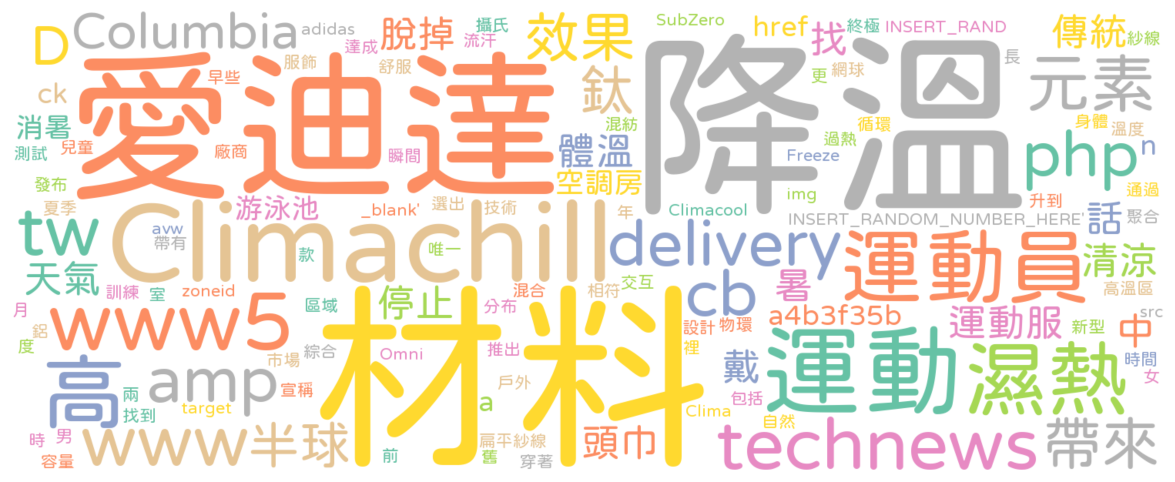 愛迪達
降溫
材料
Climachill
Columbia
adidas
脫掉
攝氏
流汗
達成
服飾
舒服
早些
D
ck
消暑
測試
兒童
廠商
瞬間
發布
夏季
效果
鈦
混紡
體溫
空調房
SubZero
href
找
終極
INSERT_RAND
更
網球
長
傳統
紗線
元素
循環
身體
溫度
過熱
php
n
Freeze
img
升到
通過
Climacool
INSERT_RANDOM_NUMBER_HERE'
話
聚合
游泳池
_blank'
選出
技術
年
avw
帶有
tw
天氣
款
唯一
delivery
運動員
清涼
高溫區
月
訓練
室
zoneid
區域
停止
分布
混合
相符
交互
cb
暑
a4b3f35b
運動服
新型
src
中
www5
鋁
度
市場
綜合
Omni
推出
設計
物環
裡
戴
運動
濕熱
時間
女
高
兩
amp
宣稱
找到
target
戶外
a
Clima
包括
自然
時
男
容量
www
半球
前
扁平紗線
舊
穿著
頭巾
technews
帶來